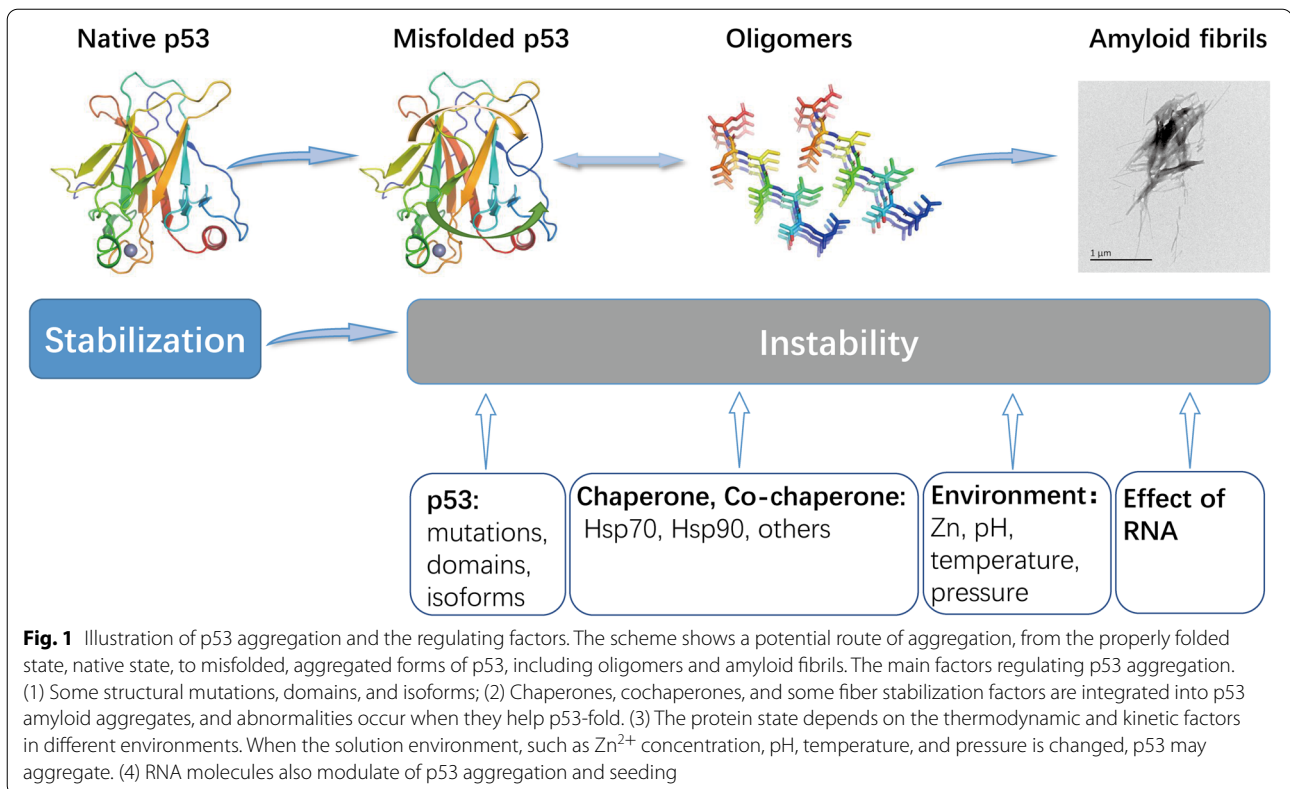 Native p53
Misfolded p53
Oligomers
Amyloid fibrils
1 μm
Stabilization
Instability
p53:
mutations,
domains,
isoforms
Chaperone, Co-chaperone:
Hsp70, Hsp90, others
Environment：
Zn, pH,
temperature,
pressure
Effect of
RNA
Fig. 1 Illustration of p53 aggregation and the regulating factors. The scheme shows a potential route of aggregation, from the properly folded
state, native state, to misfolded, aggregated forms of p53, including oligomers and amyloid fibrils. The main factors regulating p53 aggregation.
(1) Some structural mutations, domains, and isoforms; (2) Chaperones, cochaperones, and some fiber stabilization factors are integrated into p53
amyloid aggregates, and abnormalities occur when they help p53-fold. (3) The protein state depends on the thermodynamic and kinetic factors
in different environments. When the solution environment, such as Zn²⁺ concentration, pH, temperature, and pressure is changed, p53 may
aggregate. (4) RNA molecules also modulate of p53 aggregation and seeding